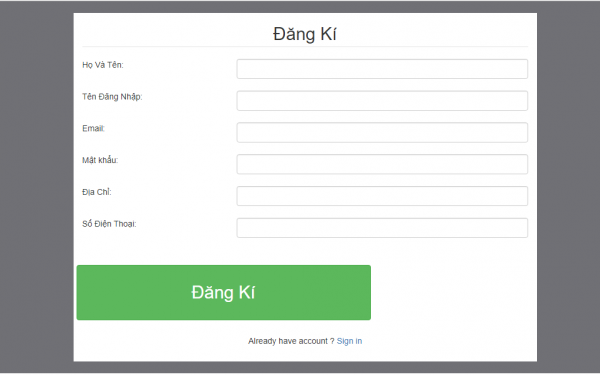 Đăng Kí
Họ Và Tên:
Tên Đăng Nhập:
Email:
Mật khẩu:
Địa Chỉ:
Số Điện Thoại:
Đăng Kí
Already have account ? Sign in